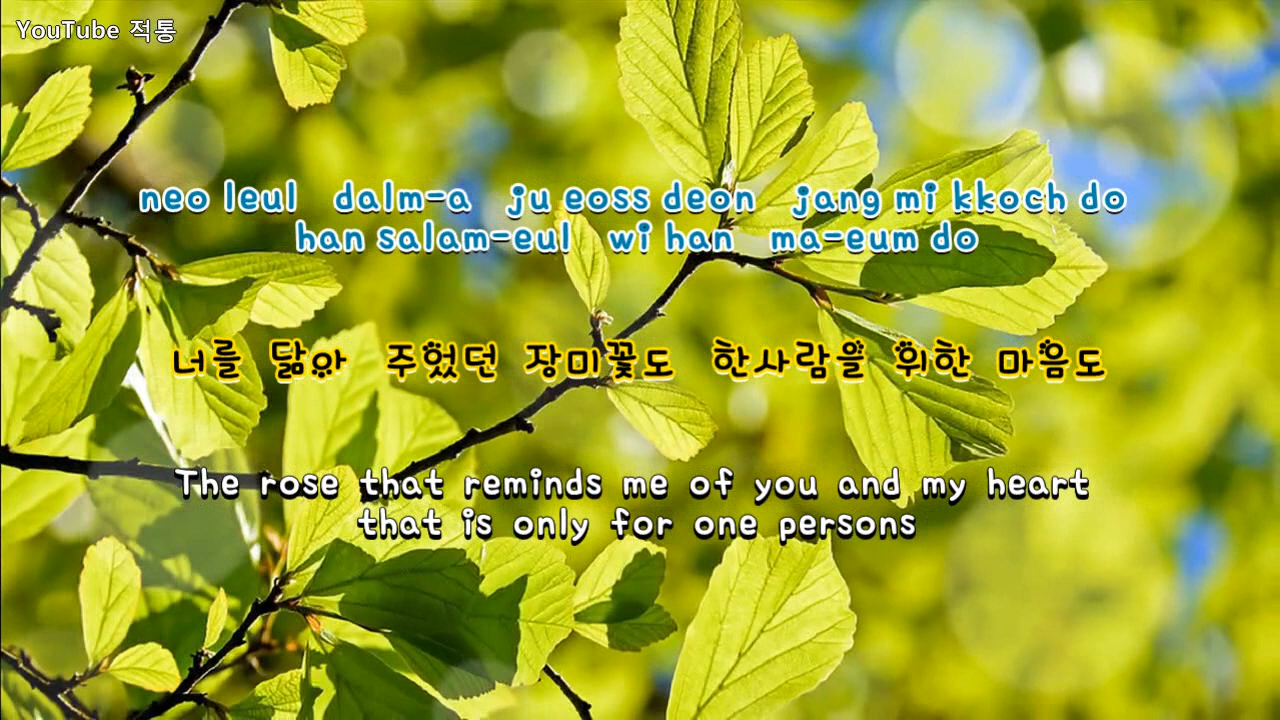 YouTube 적통
neo leul dalm-a ju eoss deon jang mi kkoch do
han salam-eul wi han ma-eum do
너를 닮아 주었던 장미꽃도 한사람을 위한 마음도
The rose that reminds me of you and my heart
that is only for one persons